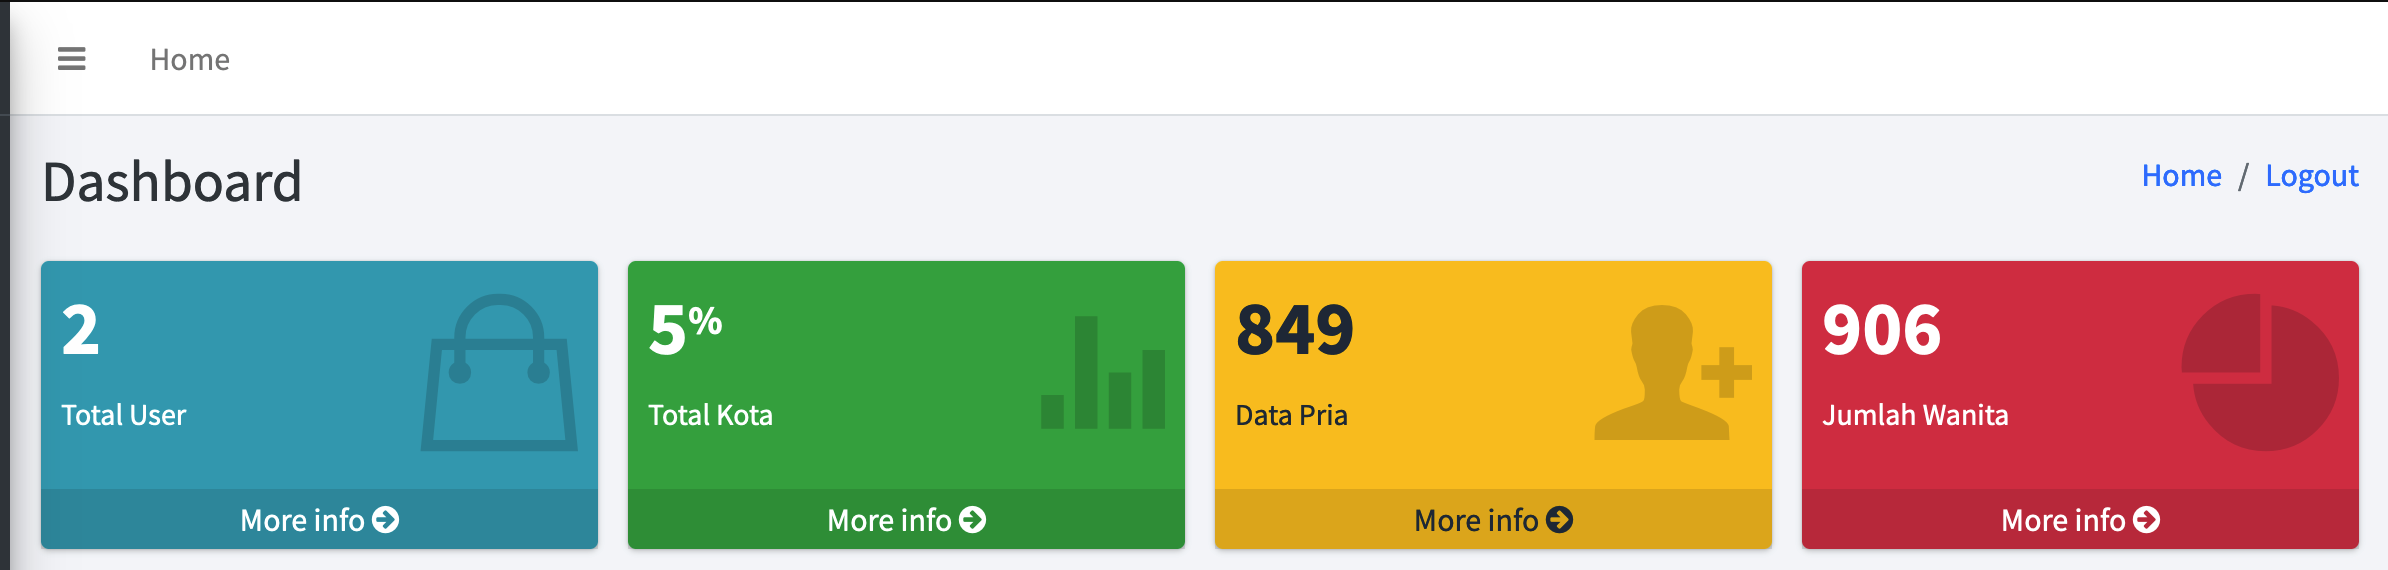 Home
Dashboard
Home / Logout
2
Total User
More info
5%
Total Kota
More info
849
Data Pria
More info
906
Jumlah Wanita
More info